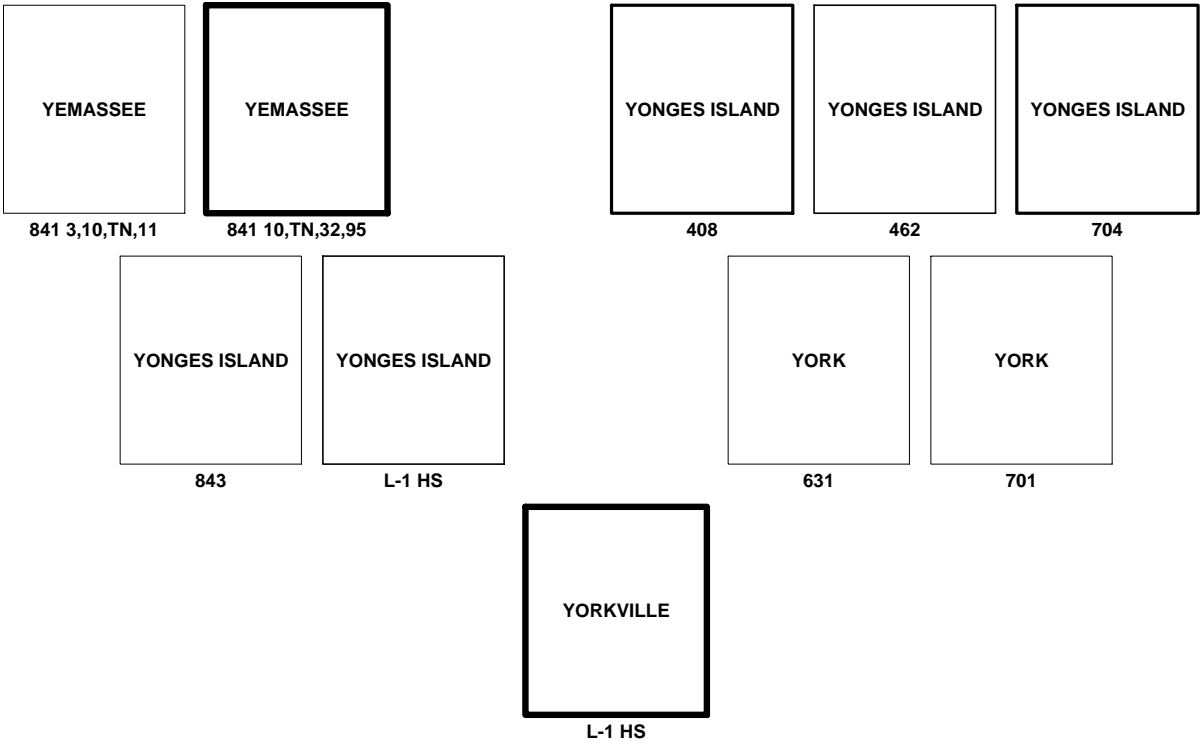 YEMASSEE
841 3,10,TN,11
YEMASSEE
841 10,TN,32,95
YONGES ISLAND
408
YONGES ISLAND
462
YONGES ISLAND
704
YONGES ISLAND
843
YONGES ISLAND
L-1 HS
YORK
631
YORK
701
YORKVILLE
L-1 HS